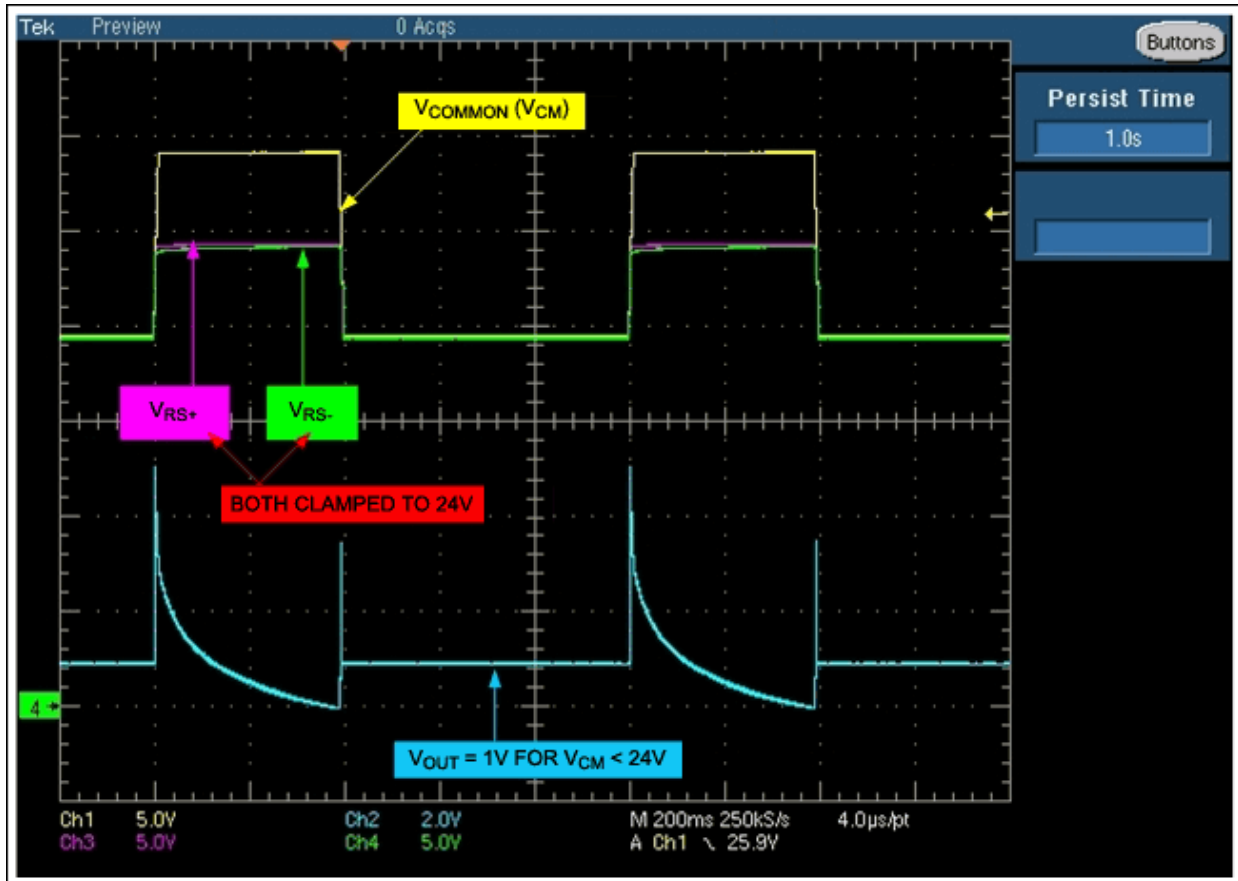 Tek Preview 0 Acqs
Buttons
Persist Time
1.0s
VCOMMON (VCM)
VRS+ VRS-
BOTH CLAMPED TO 24V
4
VOUT = 1V FOR VCM < 24V
Ch1 5.0V Ch2 2.0V M 200ms 250kS/s 4.0µs/pt
Ch3 5.0V Ch4 5.0V A Ch1 \ 25.9V